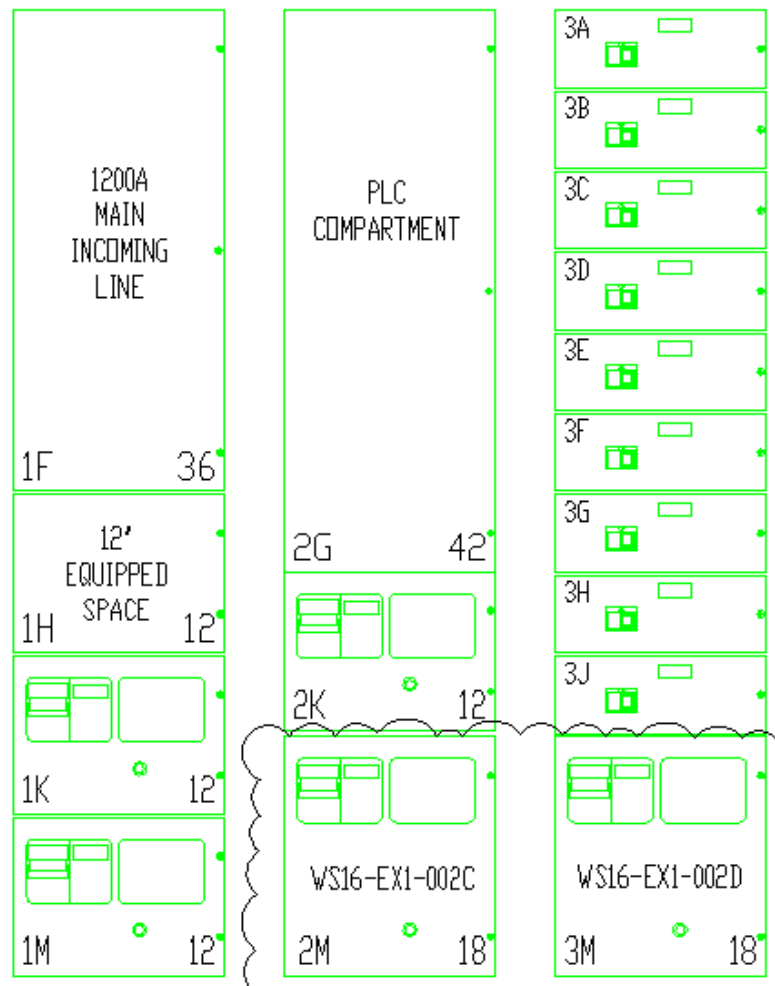 1200A
MAIN
INCOMING
LINE
1F 36
12"
EQUIPPED
SPACE
1H 12
1K 12
1M 12
PLC
COMPARTMENT
2G 42
2K 12
WS16-EX1-002C
2M 18
3A
3B
3C
3D
3E
3F
3G
3H
3J
WS16-EX1-002D
3M 18